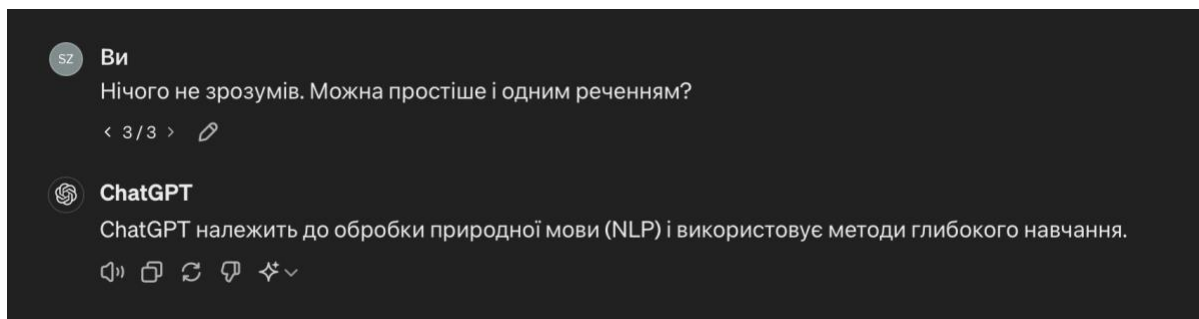 SZ
Ви
Нічого не зрозумів. Можна простіше і одним реченням?
< 3/3 >
ChatGPT
ChatGPT належить до обробки природної мови (NLP) і використовує методи глибокого навчання.